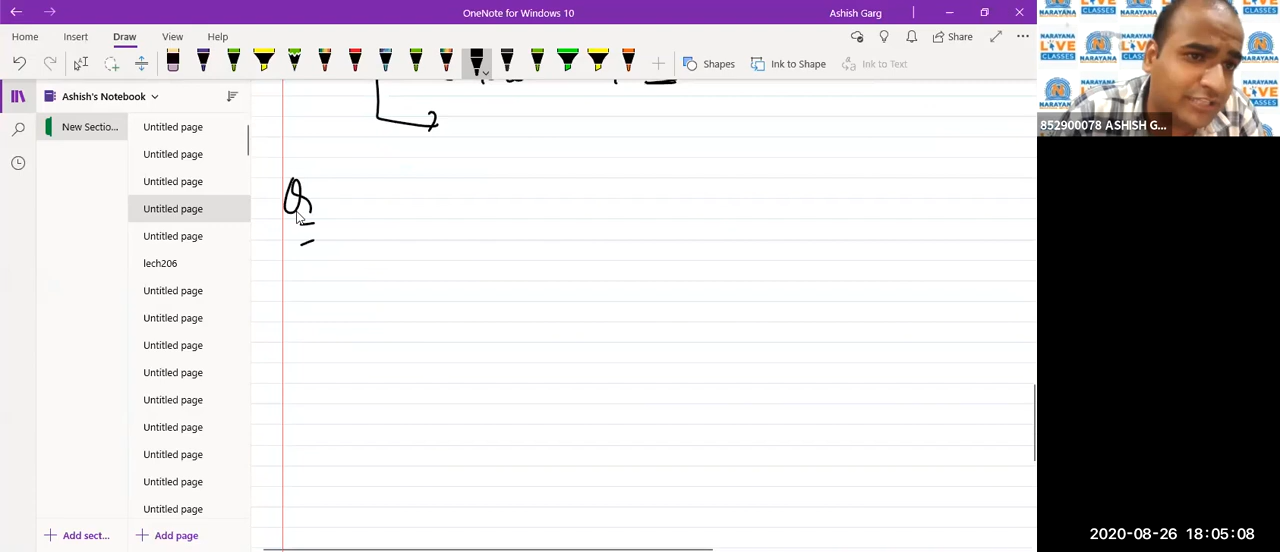 OneNote for Windows 10
Ashish Garg
Home Insert Draw View Help
Share
Shapes
Ink to Shape
Ink to Text
Ashish's Notebook
New Sectio...
Untitled page
Untitled page
Untitled page
Untitled page
Untitled page
lech206
Untitled page
Untitled page
Untitled page
Untitled page
Untitled page
Untitled page
Untitled page
Untitled page
Untitled page
Add sect...
Add page
NARAYANA
LIVE
CLASSES
852900078 ASHISH G...
2020-08-26 18:05:08